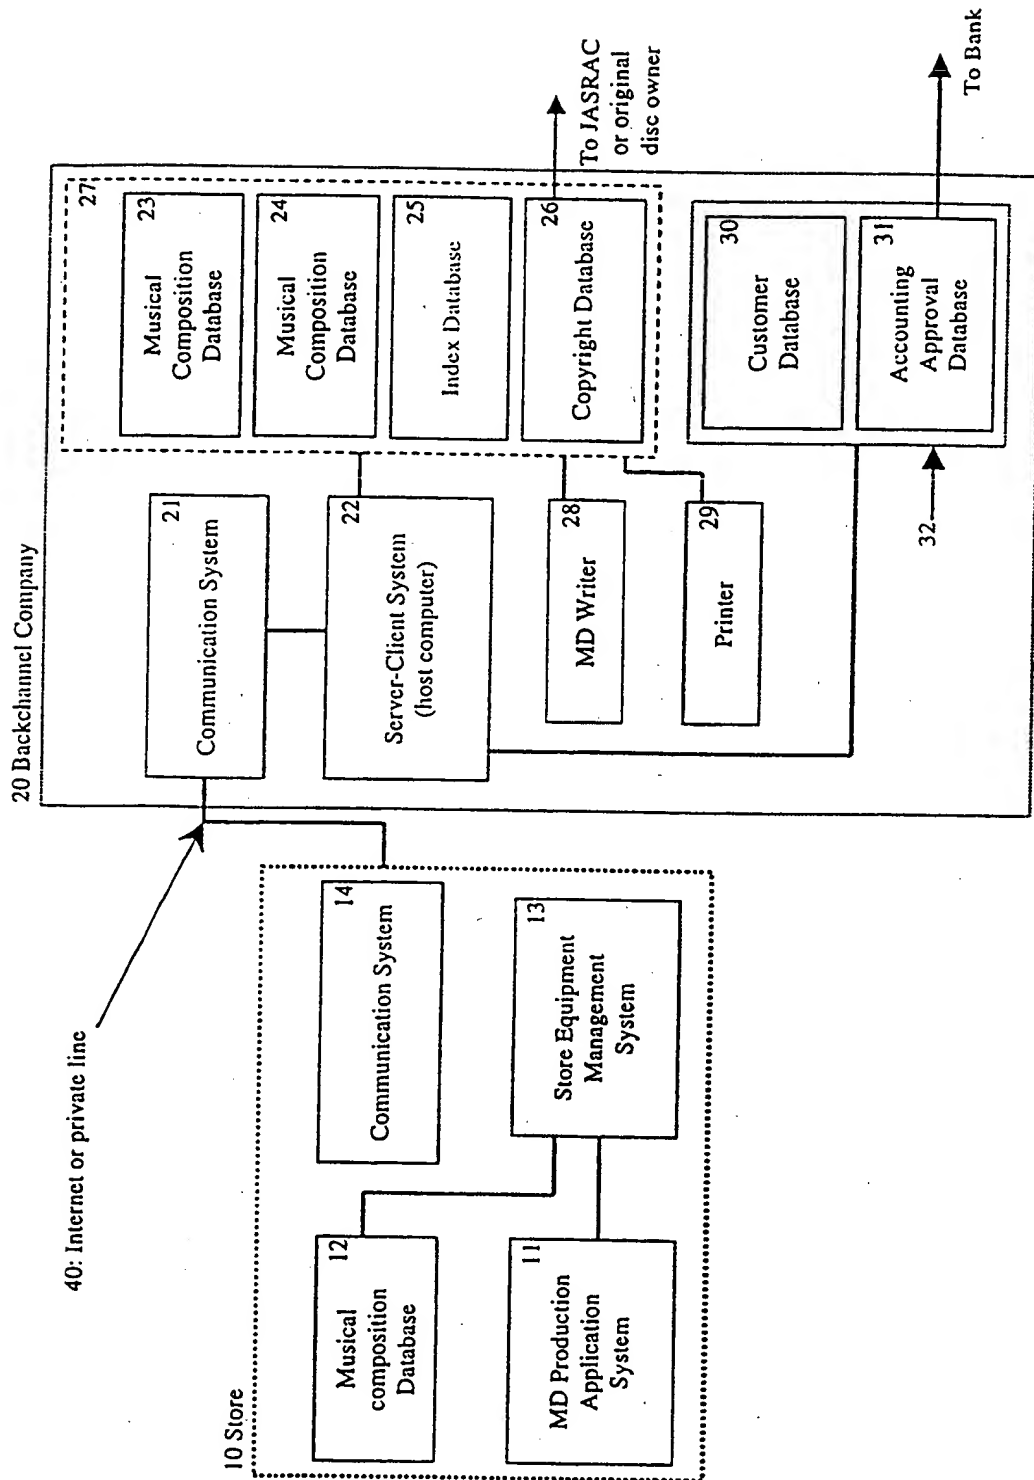 20 Backchannel Company
40: Internet or private line
10 Store
21
Communication System
22
Server-Client System
(host computer)
27
23
Musical
Composition
Database
24
Musical
Composition
Database
25
Index Database
26
Copyright Database
To JASRAC
or original
disc owner
28
MD Writer
29
Printer
30
Customer
Database
31
Accounting
Approval
Database
32
To Bank
14
Communication System
12
Musical
composition
Database
13
Store Equipment
Management
System
11
MD Production
Application
System